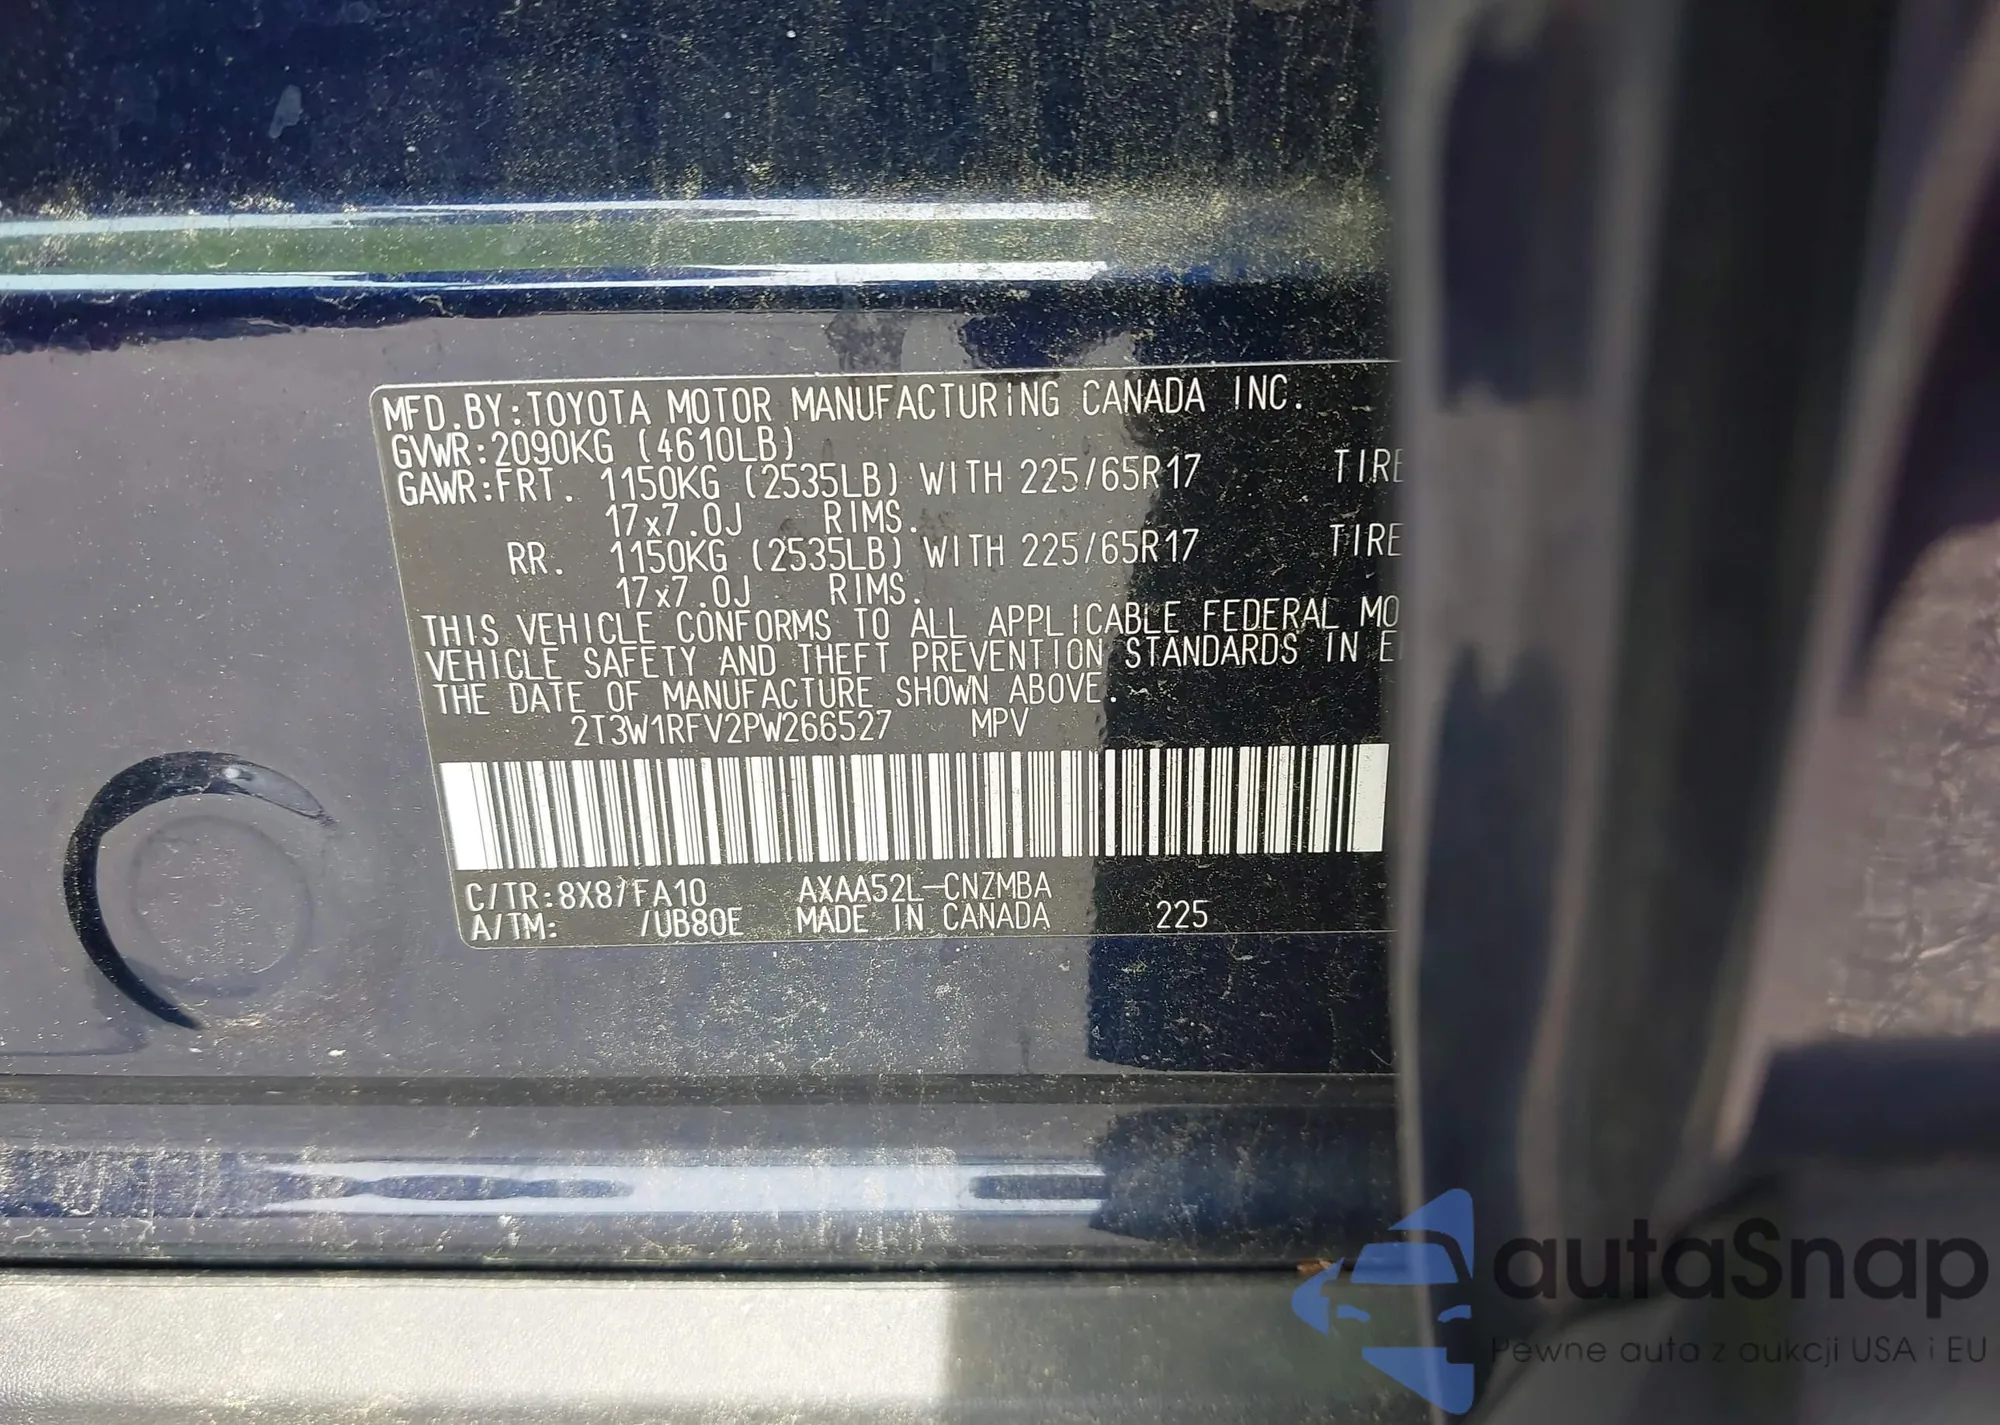 MFD.BY:TOYOTA MOTOR MANUFACTURING CANADA INC.
GVWR:2090KG (4610LB)
GAWR:FRT. 1150KG (2535LB) WITH 225/65R17 TIRE
17x7.0J RIMS.
RR. 1150KG (2535LB) WITH 225/65R17 TIRE
17x7.0J RIMS.
THIS VEHICLE CONFORMS TO ALL APPLICABLE FEDERAL MO
VEHICLE SAFETY AND THEFT PREVENTION STANDARDS IN E
THE DATE OF MANUFACTURE SHOWN ABOVE.
2T3W1RFV2PW266527 MPV
C/TR:8X8/FA10 AXAA52L-CNZMBA
A/TM: /UB80E MADE IN CANADA 225
autaSnap
Pewne auta z aukcji USA i EU